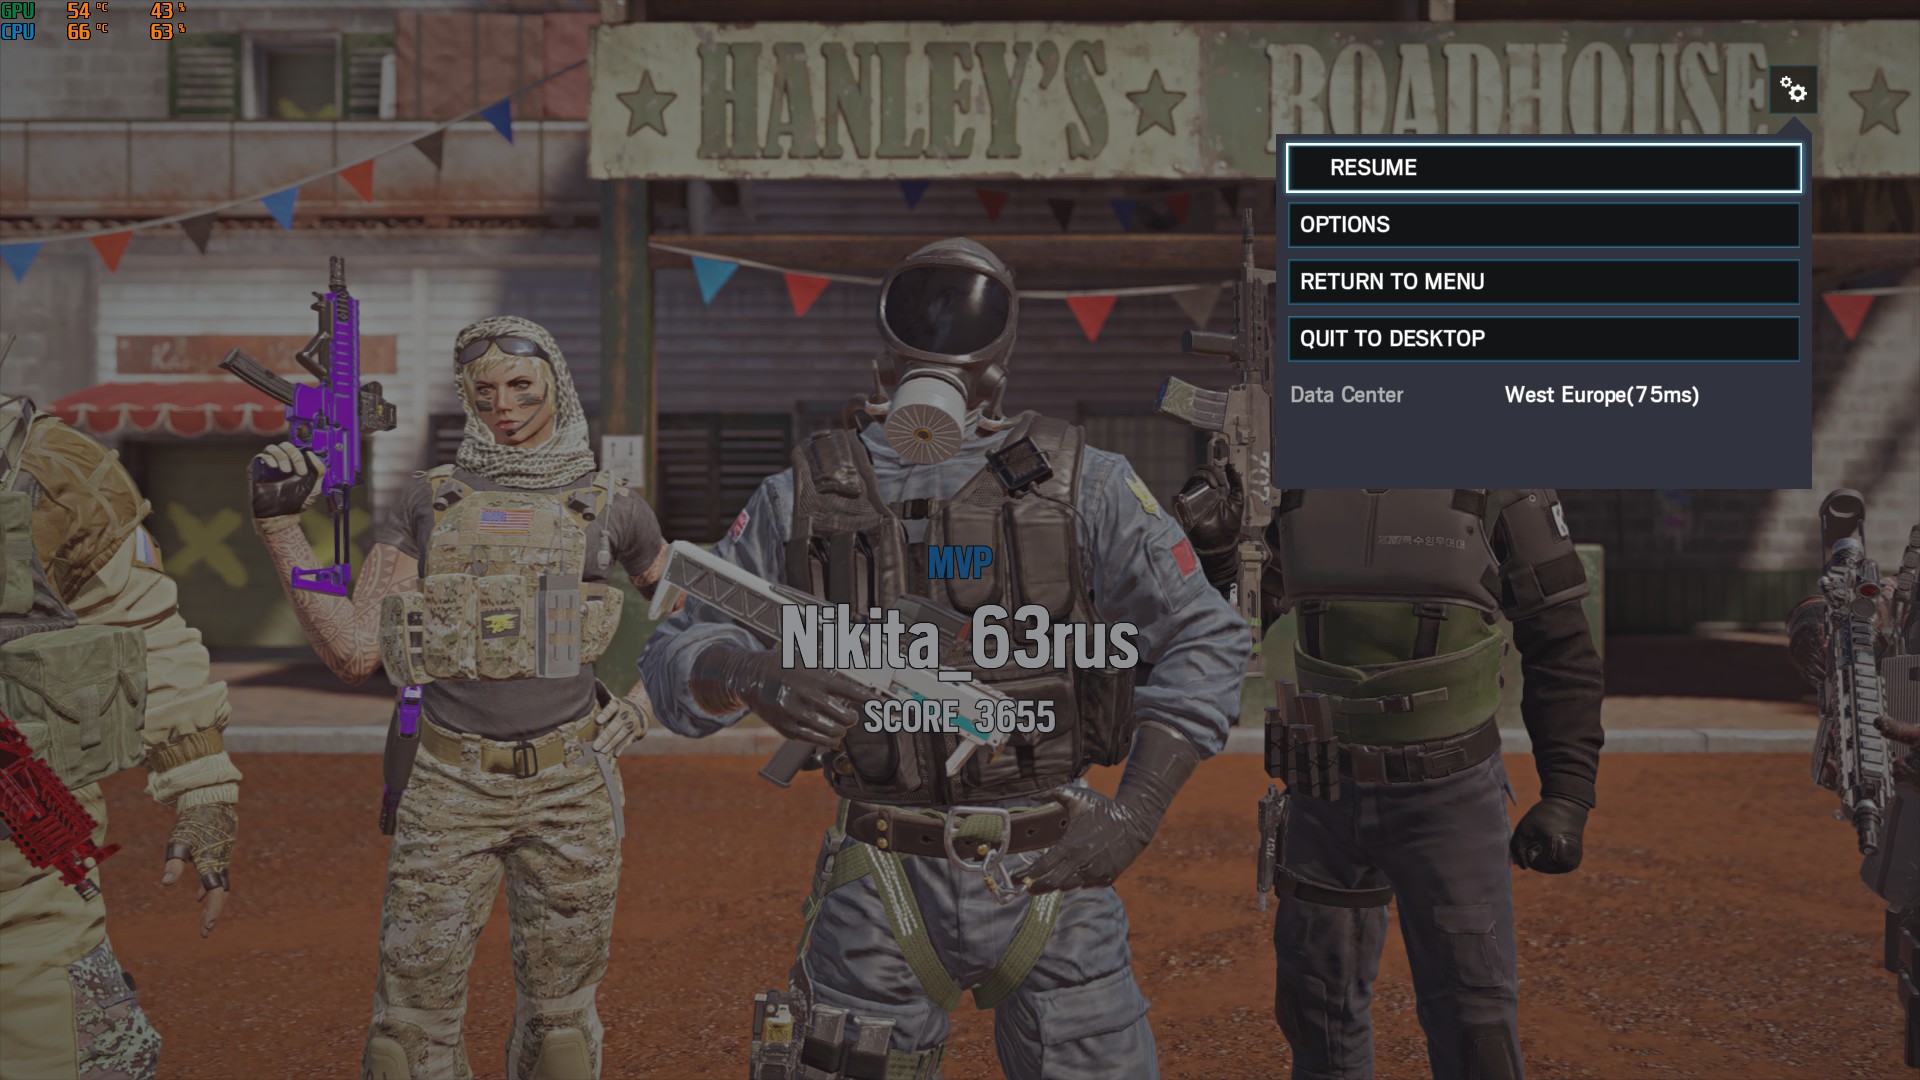 GPU 54 °C 43 %
CPU 66 °C 63 %
HANLEY'S ROADHOUSE
RESUME
OPTIONS
RETURN TO MENU
QUIT TO DESKTOP
Data Center West Europe(75ms)
MVP
Nikita_63rus
SCORE 3655
707